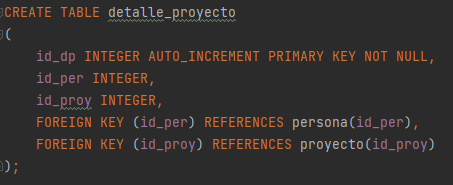 CREATE TABLE detalle_proyecto
(
id_dp INTEGER AUTO_INCREMENT PRIMARY KEY NOT NULL,
id_per INTEGER,
id_proy INTEGER,
FOREIGN KEY (id_per) REFERENCES persona(id_per),
FOREIGN KEY (id_proy) REFERENCES proyecto(id_proy)
);